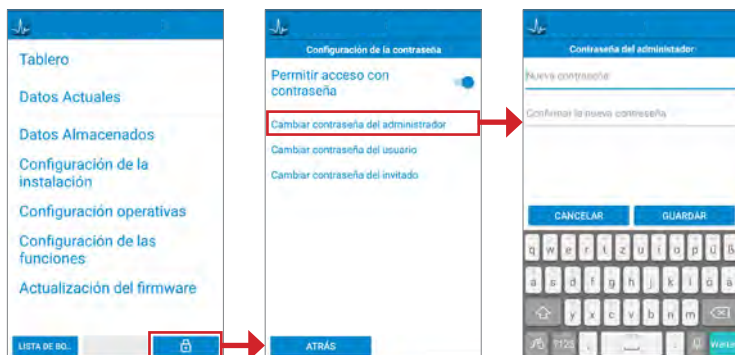 Tablero
Datos Actuales
Datos Almacenados
Configuración de la
instalación
Configuración operativas
Configuración de las
funciones
Actualización del firmware
LISTA DE BO...
Configuración de la contraseña
Permitir acceso con
contraseña
Cambiar contraseña del administrador
Cambiar contraseña del usuario
Cambiar contraseña del invitado
ATRÁS
Contraseña del administador
Nueva contraseña
Confirmar la nueva contraseña
CANCELAR
GUARDAR
q w e r t z u i o p ü ß
a s d f g h j k l ö ä
y x c v b n m
?123 , .